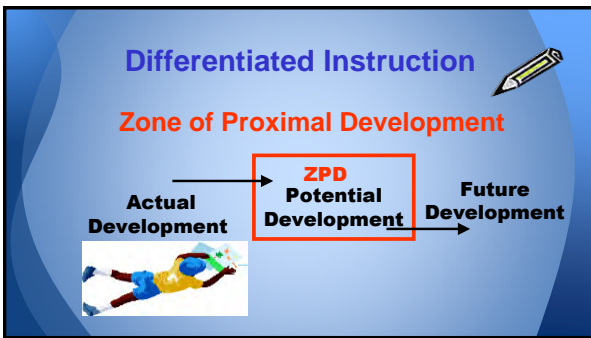 Differentiated Instruction
Zone of Proximal Development
Actual
Development
ZPD
Potential
Development
Future
Development